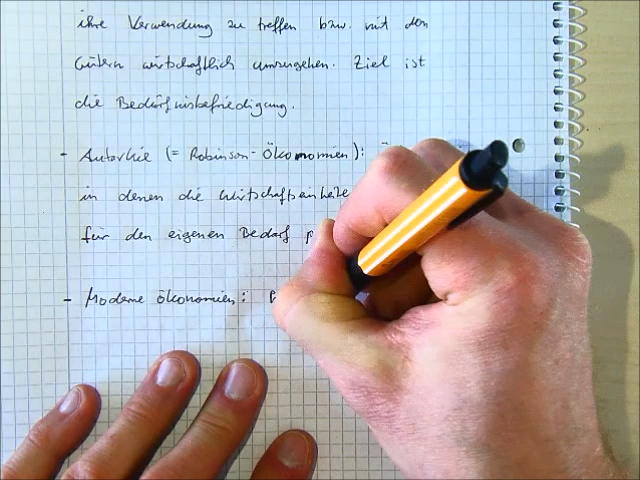 ihre Verwendung zu treffen bzw. mit den
Gütern wirtschaftlich umzugehen. Ziel ist
die Bedürfnisbefriedigung.
- Autarkie (= Robinson-Ökonomien):
in denen die Wirtschaftseinheite
für den eigenen Bedarf p
- Moderne Ökonomien: